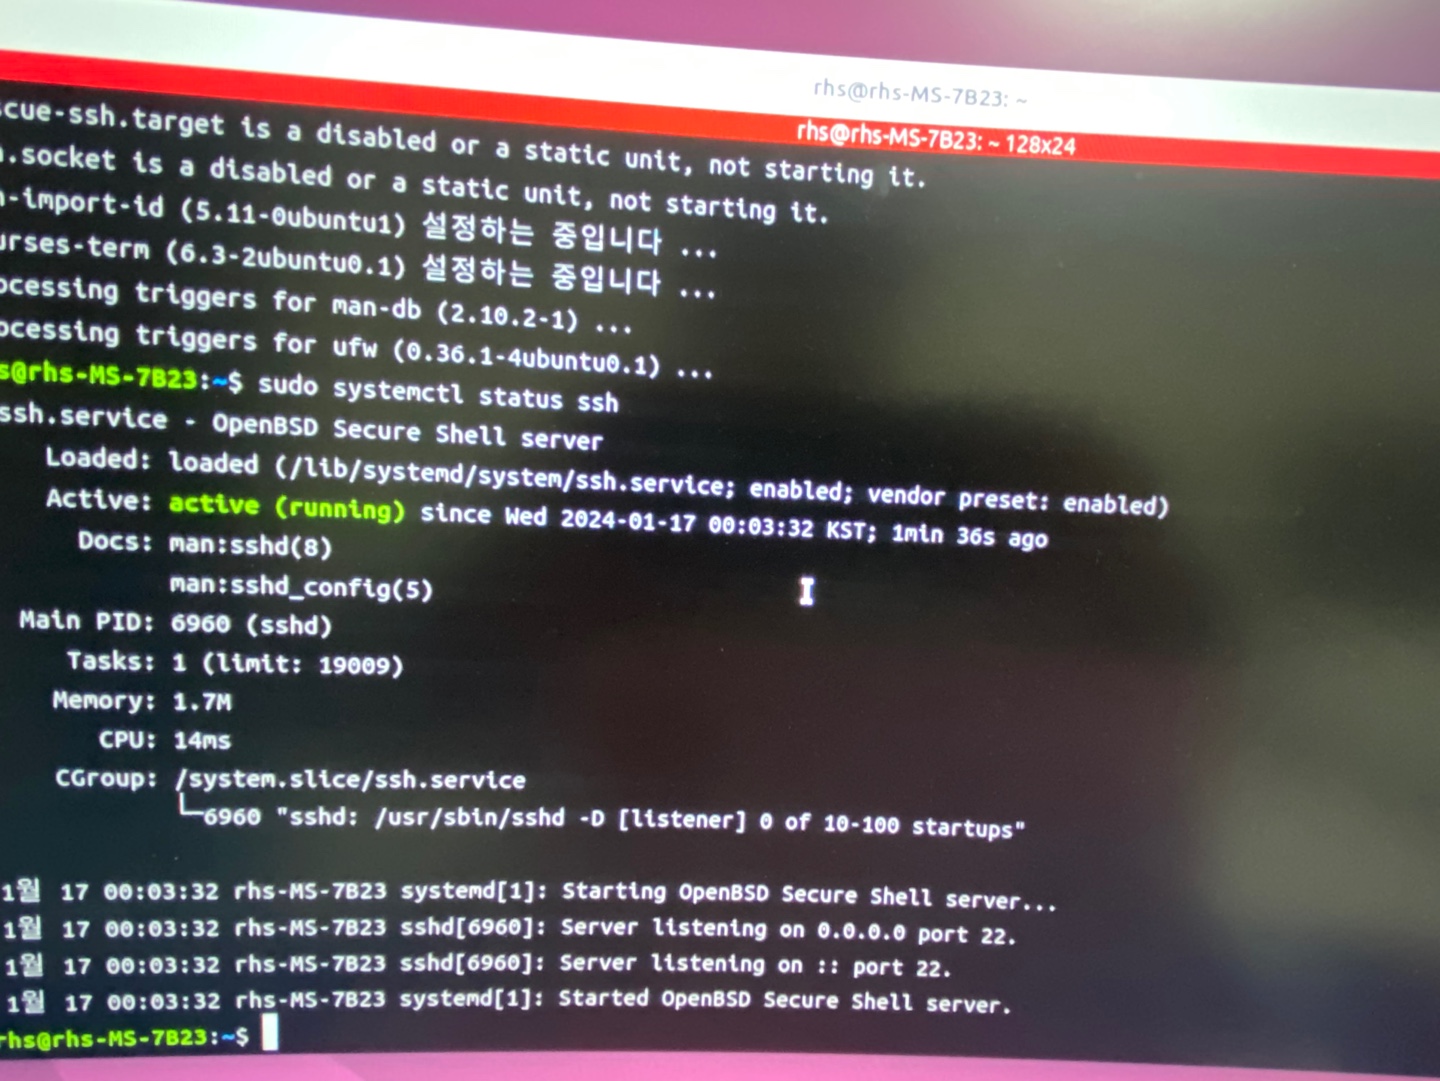 rhs@rhs-MS-7B23: ~
rhs@rhs-MS-7B23: ~ 128x24
cue-ssh.target is a disabled or a static unit, not starting it.
.socket is a disabled or a static unit, not starting it.
-import-id (5.11-0ubuntu1) 설정하는 중입니다 ...
urses-term (6.3-2ubuntu0.1) 설정하는 중입니다 ...
ocessing triggers for man-db (2.10.2-1) ...
ocessing triggers for ufw (0.36.1-4ubuntu0.1) ...
s@rhs-MS-7B23:~$ sudo systemctl status ssh
ssh.service - OpenBSD Secure Shell server
Loaded: loaded (/lib/systemd/system/ssh.service; enabled; vendor preset: enabled)
Active: active (running) since Wed 2024-01-17 00:03:32 KST; 1min 36s ago
Docs: man:sshd(8)
man:sshd_config(5)
Main PID: 6960 (sshd)
Tasks: 1 (limit: 19009)
Memory: 1.7M
CPU: 14ms
CGroup: /system.slice/ssh.service
└─6960 "sshd: /usr/sbin/sshd -D [listener] 0 of 10-100 startups"
1월 17 00:03:32 rhs-MS-7B23 systemd[1]: Starting OpenBSD Secure Shell server...
1월 17 00:03:32 rhs-MS-7B23 sshd[6960]: Server listening on 0.0.0.0 port 22.
1월 17 00:03:32 rhs-MS-7B23 sshd[6960]: Server listening on :: port 22.
1월 17 00:03:32 rhs-MS-7B23 systemd[1]: Started OpenBSD Secure Shell server.
rhs@rhs-MS-7B23:~$